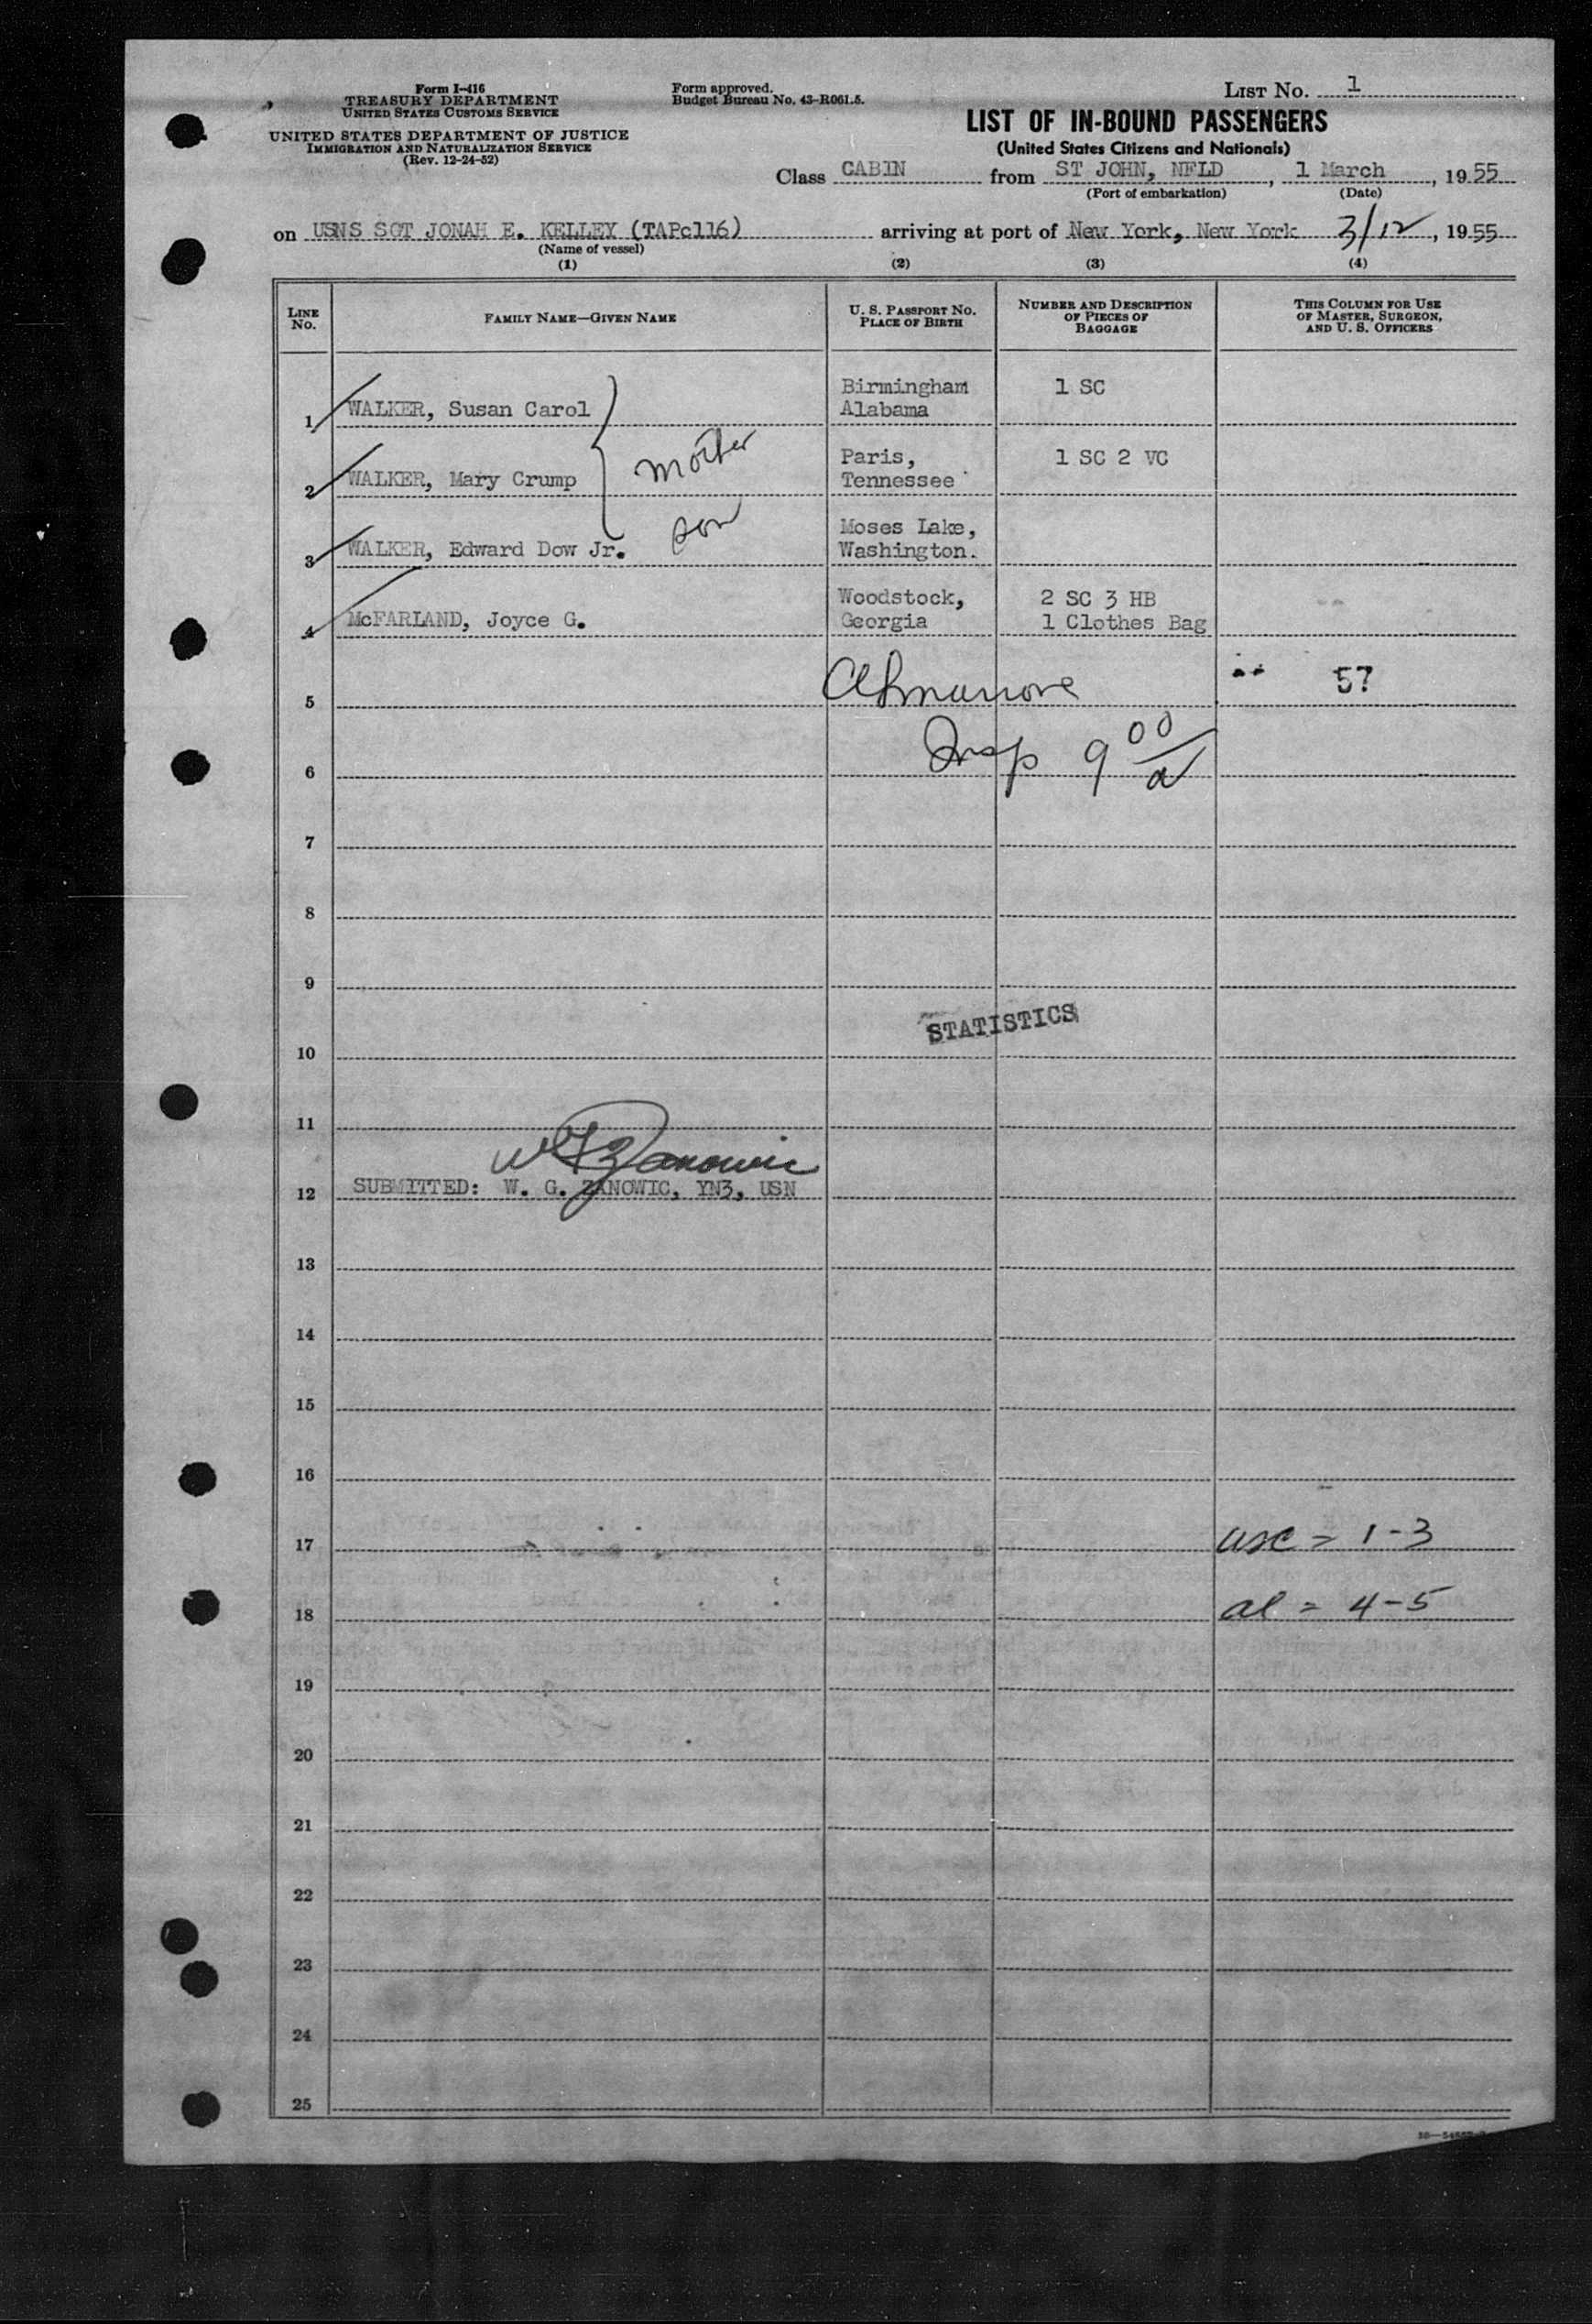 Form I-416
TREASURY DEPARTMENT
UNITED STATES CUSTOMS SERVICE
UNITED STATES DEPARTMENT OF JUSTICE
IMMIGRATION AND NATURALIZATION SERVICE
(Rev. 12-24-52)
Form approved.
Budget Bureau No. 43-R061.5.
LIST NO. 1
LIST OF IN-BOUND PASSENGERS
(United States Citizens and Nationals)
Class CABIN from ST JOHN, NFLD, 1 March, 1955
(Port of embarkation) (Date)
on USNS SGT JONAH E. KELLEY (TAPc116) arriving at port of New York, New York 3/12, 1955
(Name of vessel)
(1) (2) (3) (4)
LINE NO. FAMILY NAME—GIVEN NAME U. S. PASSPORT NO. PLACE OF BIRTH NUMBER AND DESCRIPTION OF PIECES OF BAGGAGE THIS COLUMN FOR USE OF MASTER, SURGEON, AND U. S. OFFICERS
1 WALKER, Susan Carol Birmingham Alabama 1 SC
2 WALKER, Mary Crump mother Paris, Tennessee 1 SC 2 VC
3 WALKER, Edward Dow Jr. son Moses Lake, Washington.
4 McFARLAND, Joyce G. Woodstock, Georgia 2 SC 3 HB 1 Clothes Bag
5 57
6 Insp 9 00/a
7
8
9
STATISTICS
10
11
12 SUBMITTED: W. G. ZANOWIC, YN3, USN
13
14
15
16
17 usc = 1-3
18 al = 4-5
19
20
21
22
23
24
25